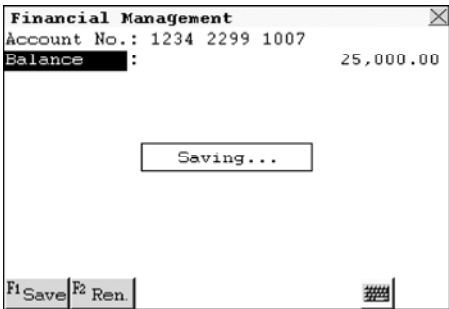 Financial Management
Account No.: 1234 2299 1007
Balance : 25,000.00
Saving...
F1 Save F2 Ren.